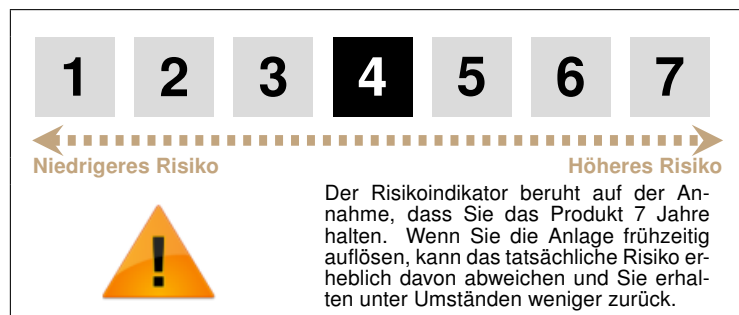 1 2 3 4 5 6 7
Niedrigeres Risiko Höheres Risiko
Der Risikoindikator beruht auf der An-
nahme, dass Sie das Produkt 7 Jahre
halten. Wenn Sie die Anlage frühzeitig
auflösen, kann das tatsächliche Risiko er-
heblich davon abweichen und Sie erhal-
ten unter Umständen weniger zurück.
!